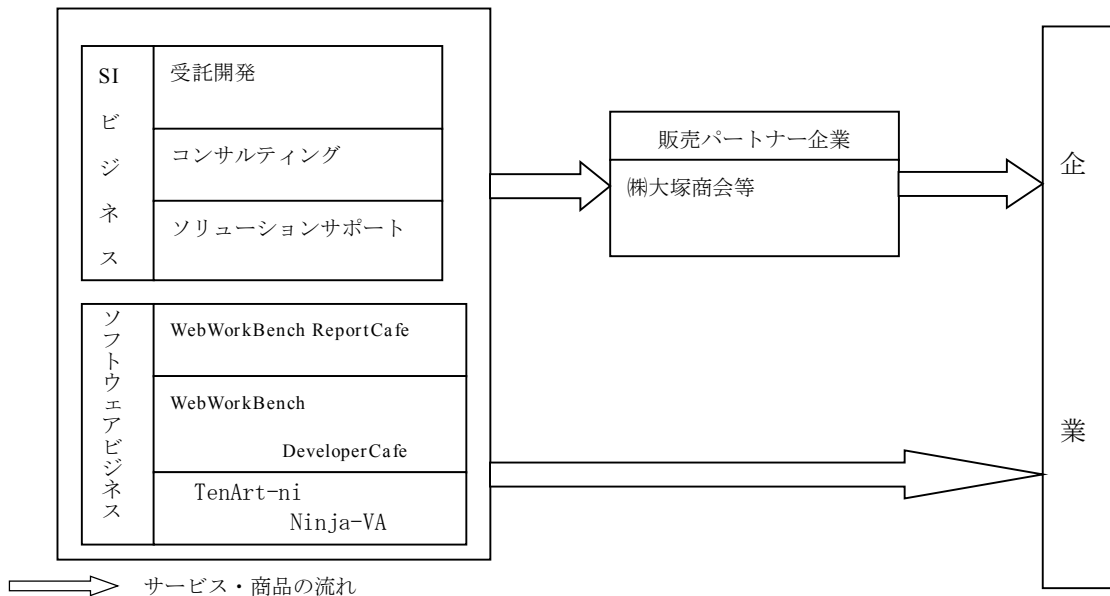 SIビジネス
受託開発
コンサルティング
ソリューションサポート
ソフトウェアビジネス
WebWorkBench ReportCafe
WebWorkBench
DeveloperCafe
TenArt-ni
Ninja-VA
販売パートナー企業
㈱大塚商会等
企業
サービス・商品の流れ